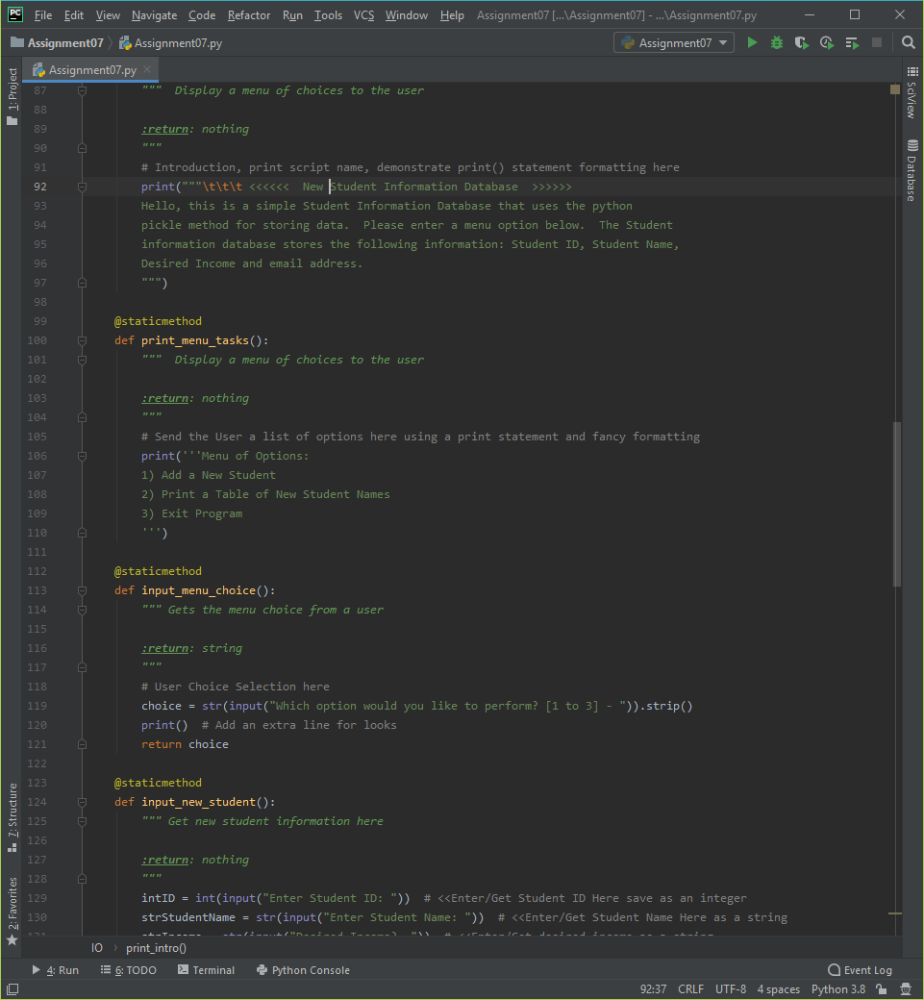 PC File Edit View Navigate Code Refactor Run Tools VCS Window Help Assignment07 [...\Assignment07] - ...\Assignment07.py
Assignment07 Assignment07.py Assignment07
1: Project
Assignment07.py
87 """ Display a menu of choices to the user
88
89 :return: nothing
90 """
91 # Introduction, print script name, demonstrate print() statement formatting here
92 print("""\t\t\t <<<<<< New Student Information Database >>>>>>
93 Hello, this is a simple Student Information Database that uses the python
94 pickle method for storing data. Please enter a menu option below. The Student
95 information database stores the following information: Student ID, Student Name,
96 Desired Income and email address.
97 """)
98
99 @staticmethod
100 def print_menu_tasks():
101 """ Display a menu of choices to the user
102
103 :return: nothing
104 """
105 # Send the User a list of options here using a print statement and fancy formatting
106 print('''Menu of Options:
107 1) Add a New Student
108 2) Print a Table of New Student Names
109 3) Exit Program
110 ''')
111
112 @staticmethod
113 def input_menu_choice():
114 """ Gets the menu choice from a user
115
116 :return: string
117 """
118 # User Choice Selection here
119 choice = str(input("Which option would you like to perform? [1 to 3] - ")).strip()
120 print() # Add an extra line for looks
121 return choice
122
123 @staticmethod
124 def input_new_student():
125 """ Get new student information here
126
127 :return: nothing
128 """
129 intID = int(input("Enter Student ID: ")) # <<Enter/Get Student ID Here save as an integer
130 strStudentName = str(input("Enter Student Name: ")) # <<Enter/Get Student Name Here as a string
131 strIncome = str(input("Desired Income? ")) # <<Enter/Get desired income as a string
SciView
Database
7: Structure
2: Favorites
IO print_intro()
4: Run 6: TODO Terminal Python Console Event Log
92:37 CRLF UTF-8 4 spaces Python 3.8